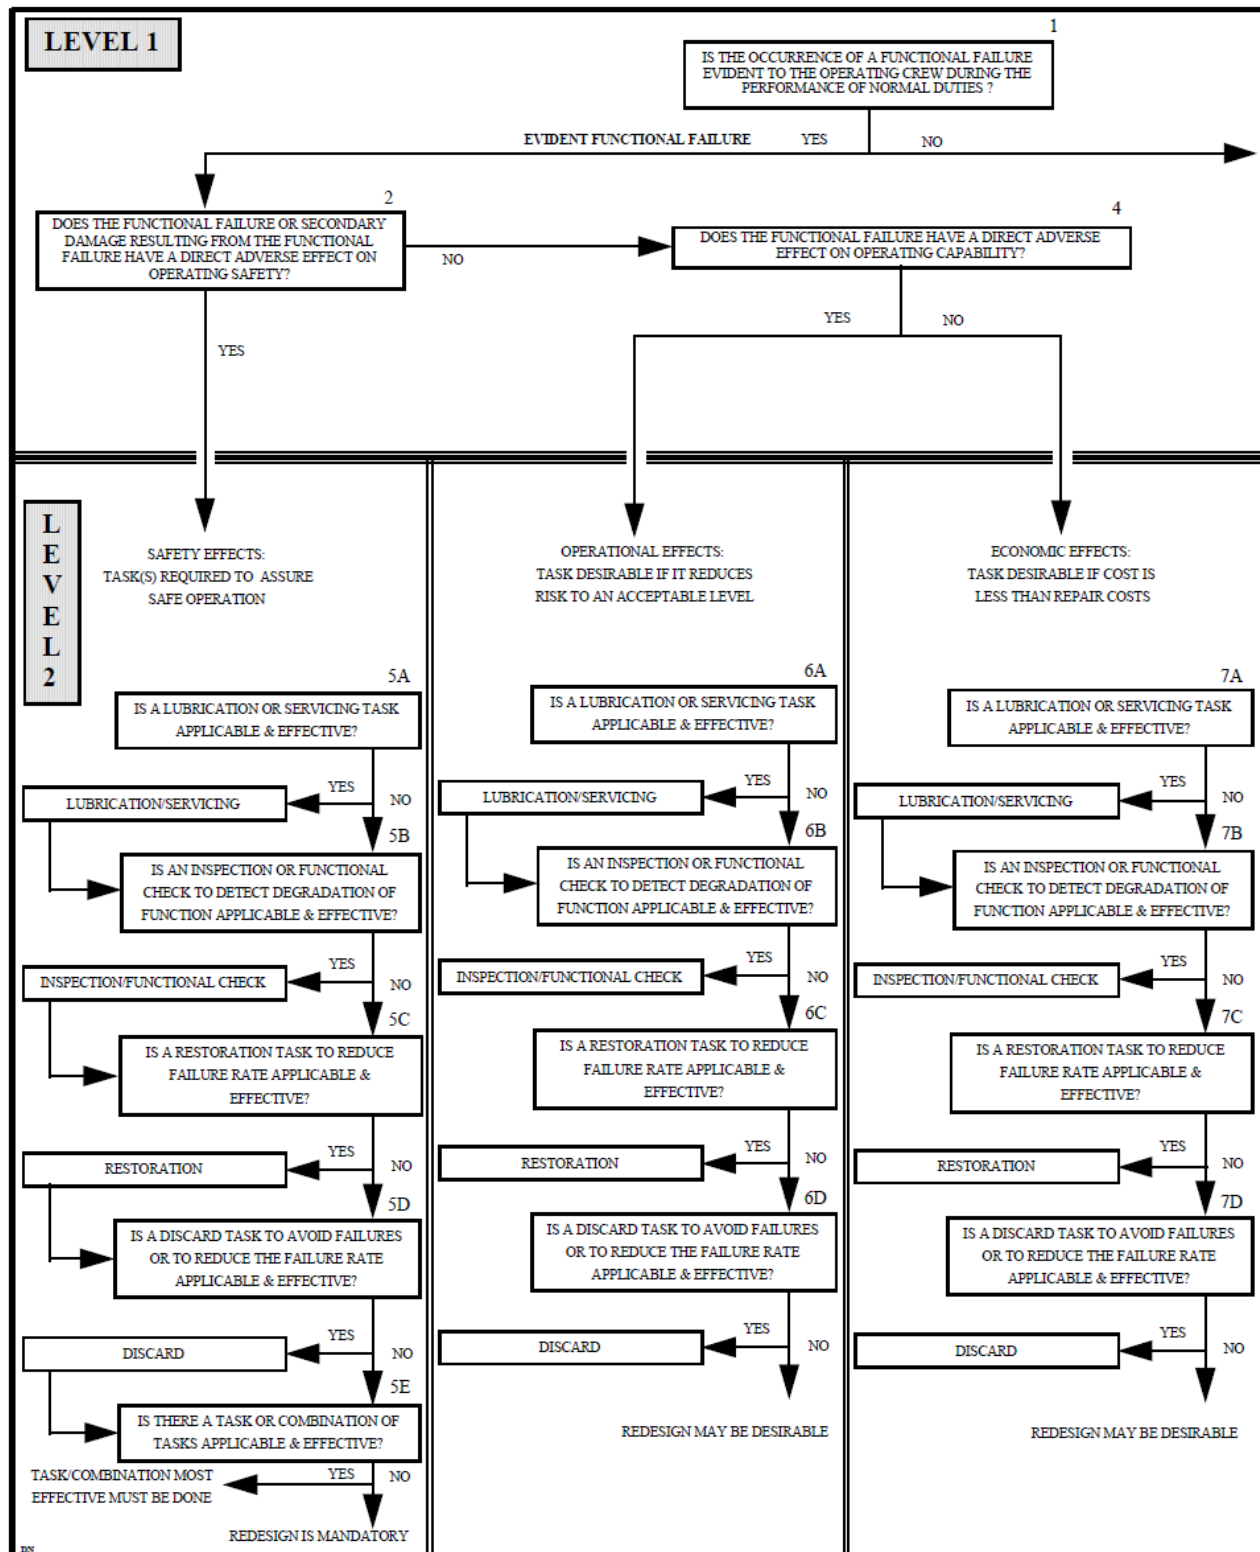 LEVEL 1
1
IS THE OCCURRENCE OF A FUNCTIONAL FAILURE
EVIDENT TO THE OPERATING CREW DURING THE
PERFORMANCE OF NORMAL DUTIES ?
EVIDENT FUNCTIONAL FAILURE
YES
NO
2
DOES THE FUNCTIONAL FAILURE OR SECONDARY
DAMAGE RESULTING FROM THE FUNCTIONAL
FAILURE HAVE A DIRECT ADVERSE EFFECT ON
OPERATING SAFETY?
NO
YES
4
DOES THE FUNCTIONAL FAILURE HAVE A DIRECT ADVERSE
EFFECT ON OPERATING CAPABILITY?
YES
NO
L
E
V
E
L
2
SAFETY EFFECTS:
TASK(S) REQUIRED TO ASSURE
SAFE OPERATION
5A
IS A LUBRICATION OR SERVICING TASK
APPLICABLE & EFFECTIVE?
YES
NO
LUBRICATION/SERVICING
5B
IS AN INSPECTION OR FUNCTIONAL
CHECK TO DETECT DEGRADATION OF
FUNCTION APPLICABLE & EFFECTIVE?
YES
NO
INSPECTION/FUNCTIONAL CHECK
5C
IS A RESTORATION TASK TO REDUCE
FAILURE RATE APPLICABLE &
EFFECTIVE?
YES
NO
RESTORATION
5D
IS A DISCARD TASK TO AVOID FAILURES
OR TO REDUCE THE FAILURE RATE
APPLICABLE & EFFECTIVE?
YES
NO
DISCARD
5E
IS THERE A TASK OR COMBINATION OF
TASKS APPLICABLE & EFFECTIVE?
YES
NO
TASK/COMBINATION MOST
EFFECTIVE MUST BE DONE
REDESIGN IS MANDATORY
OPERATIONAL EFFECTS:
TASK DESIRABLE IF IT REDUCES
RISK TO AN ACCEPTABLE LEVEL
6A
IS A LUBRICATION OR SERVICING TASK
APPLICABLE & EFFECTIVE?
YES
NO
LUBRICATION/SERVICING
6B
IS AN INSPECTION OR FUNCTIONAL
CHECK TO DETECT DEGRADATION OF
FUNCTION APPLICABLE & EFFECTIVE?
YES
NO
INSPECTION/FUNCTIONAL CHECK
6C
IS A RESTORATION TASK TO REDUCE
FAILURE RATE APPLICABLE &
EFFECTIVE?
YES
NO
RESTORATION
6D
IS A DISCARD TASK TO AVOID FAILURES
OR TO REDUCE THE FAILURE RATE
APPLICABLE & EFFECTIVE?
YES
NO
DISCARD
REDESIGN MAY BE DESIRABLE
ECONOMIC EFFECTS:
TASK DESIRABLE IF COST IS
LESS THAN REPAIR COSTS
7A
IS A LUBRICATION OR SERVICING TASK
APPLICABLE & EFFECTIVE?
YES
NO
LUBRICATION/SERVICING
7B
IS AN INSPECTION OR FUNCTIONAL
CHECK TO DETECT DEGRADATION OF
FUNCTION APPLICABLE & EFFECTIVE?
YES
NO
INSPECTION/FUNCTIONAL CHECK
7C
IS A RESTORATION TASK TO REDUCE
FAILURE RATE APPLICABLE &
EFFECTIVE?
YES
NO
RESTORATION
7D
IS A DISCARD TASK TO AVOID FAILURES
OR TO REDUCE THE FAILURE RATE
APPLICABLE & EFFECTIVE?
YES
NO
DISCARD
REDESIGN MAY BE DESIRABLE